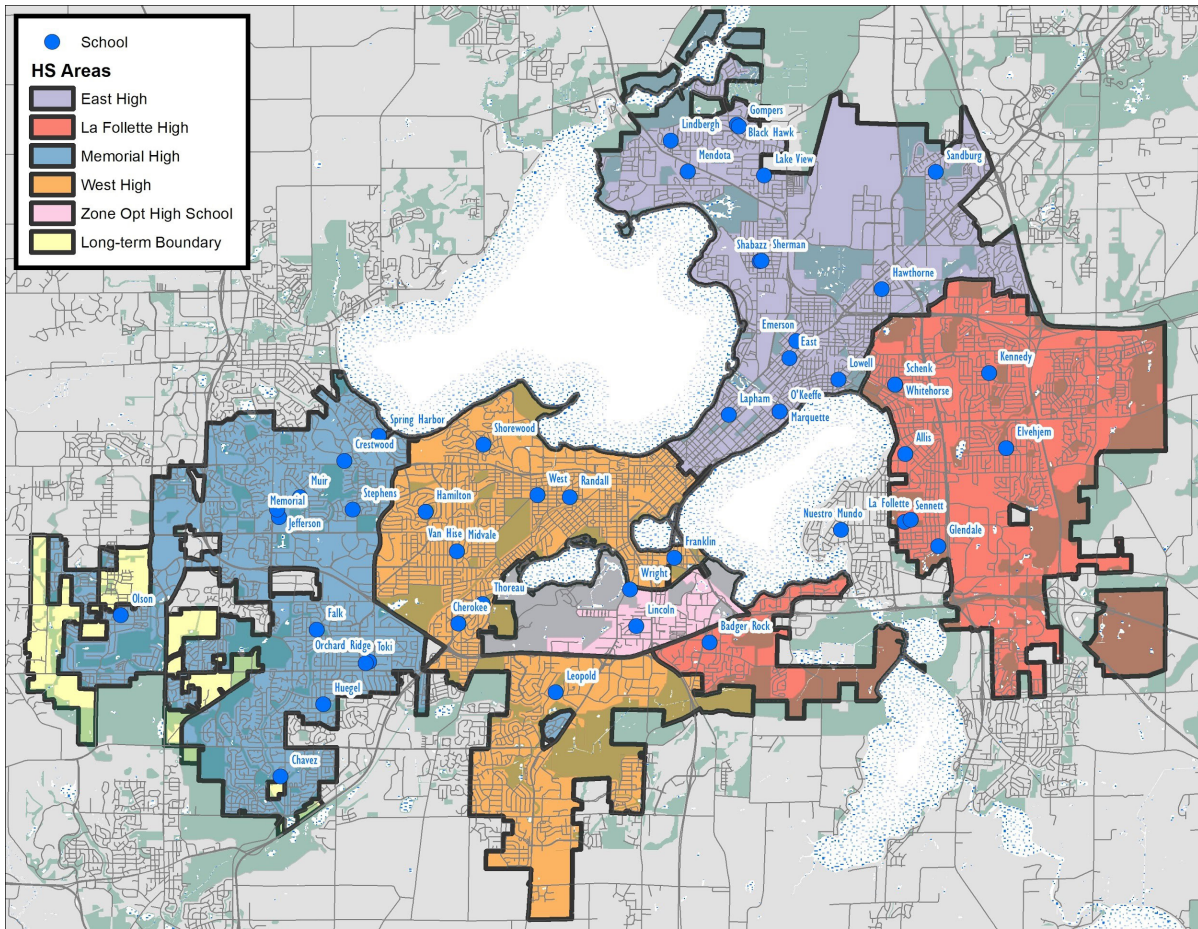 School
HS Areas
East High
La Follette High
Memorial High
West High
Zone Opt High School
Long-term Boundary
Gompers
Lindbergh
Black Hawk
Mendota
Lake View
Sandburg
Shabazz Sherman
Hawthorne
Emerson
East
Lowell
Schenk
Kennedy
Whitehorse
Lapham
O'Keeffe
Marquette
Spring Harbor
Shorewood
Crestwood
Allis
Elvehjem
Muir
West
Randall
Memorial
Stephens
Hamilton
Jefferson
La Follette
Sennett
Nuestro Mundo
Van Hise
Midvale
Franklin
Glendale
Wright
Thoreau
Olson
Cherokee
Lincoln
Falk
Badger Rock
Orchard Ridge
Toki
Leopold
Huegel
Chavez